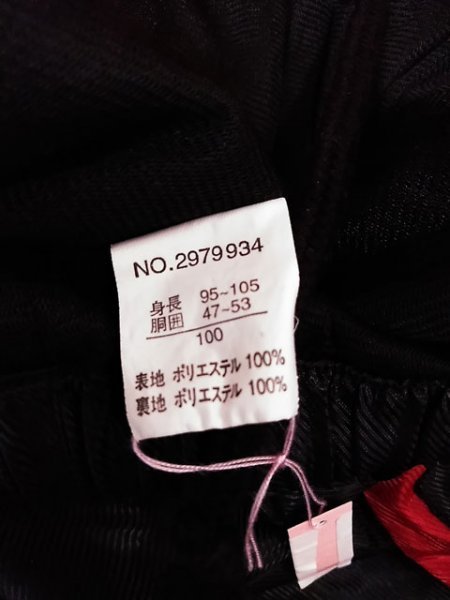 NO.2979934
身長 95~105
胴囲 47~53
100
表地 ポリエステル 100%
裏地 ポリエステル 100%